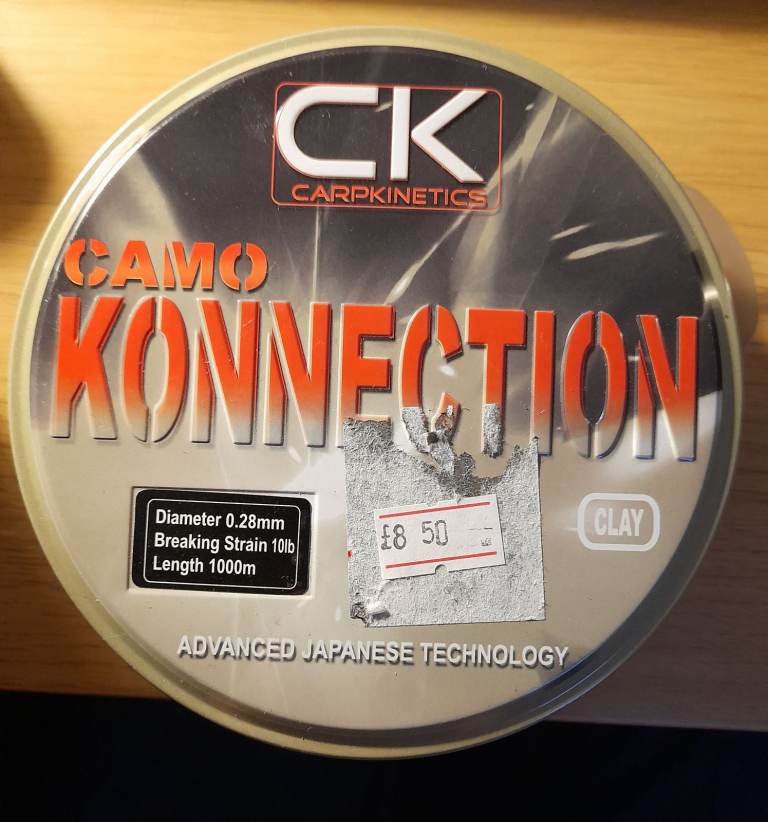 CK
CARPKINETICS
CAMO
KONNECTION
Diameter 0.28mm
Breaking Strain 10lb
Length 1000m
£8 50
CLAY
ADVANCED JAPANESE TECHNOLOGY